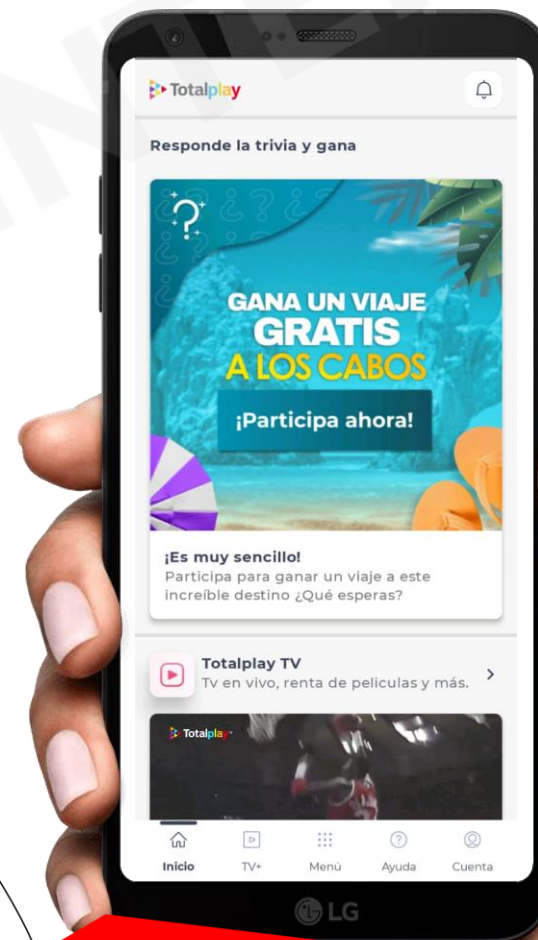 Totalplay
Responde la trivia y gana
GANA UN VIAJE
GRATIS
A LOS CABOS
¡Participa ahora!
¡Es muy sencillo!
Participa para ganar un viaje a este
increíble destino ¿Qué esperas?
Totalplay TV
Tv en vivo, renta de peliculas y más.
Totalplay
Inicio TV+ Menú Ayuda Cuenta
LG